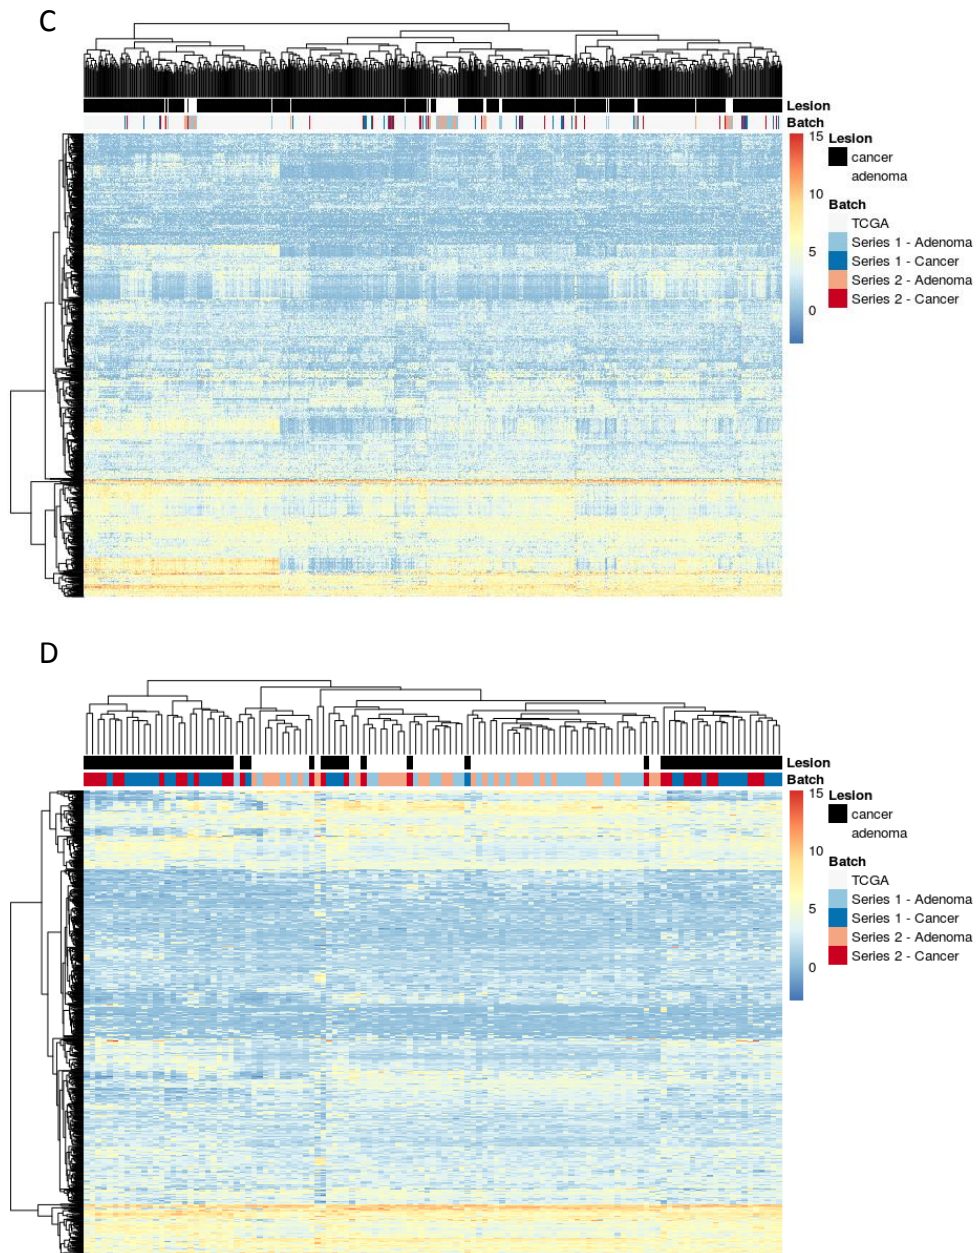 C
Lesion
Batch
15
10
5
0
Lesion
cancer
adenoma
Batch
TCGA
Series 1 - Adenoma
Series 1 - Cancer
Series 2 - Adenoma
Series 2 - Cancer
D
Lesion
Batch
15
10
5
0
Lesion
cancer
adenoma
Batch
TCGA
Series 1 - Adenoma
Series 1 - Cancer
Series 2 - Adenoma
Series 2 - Cancer